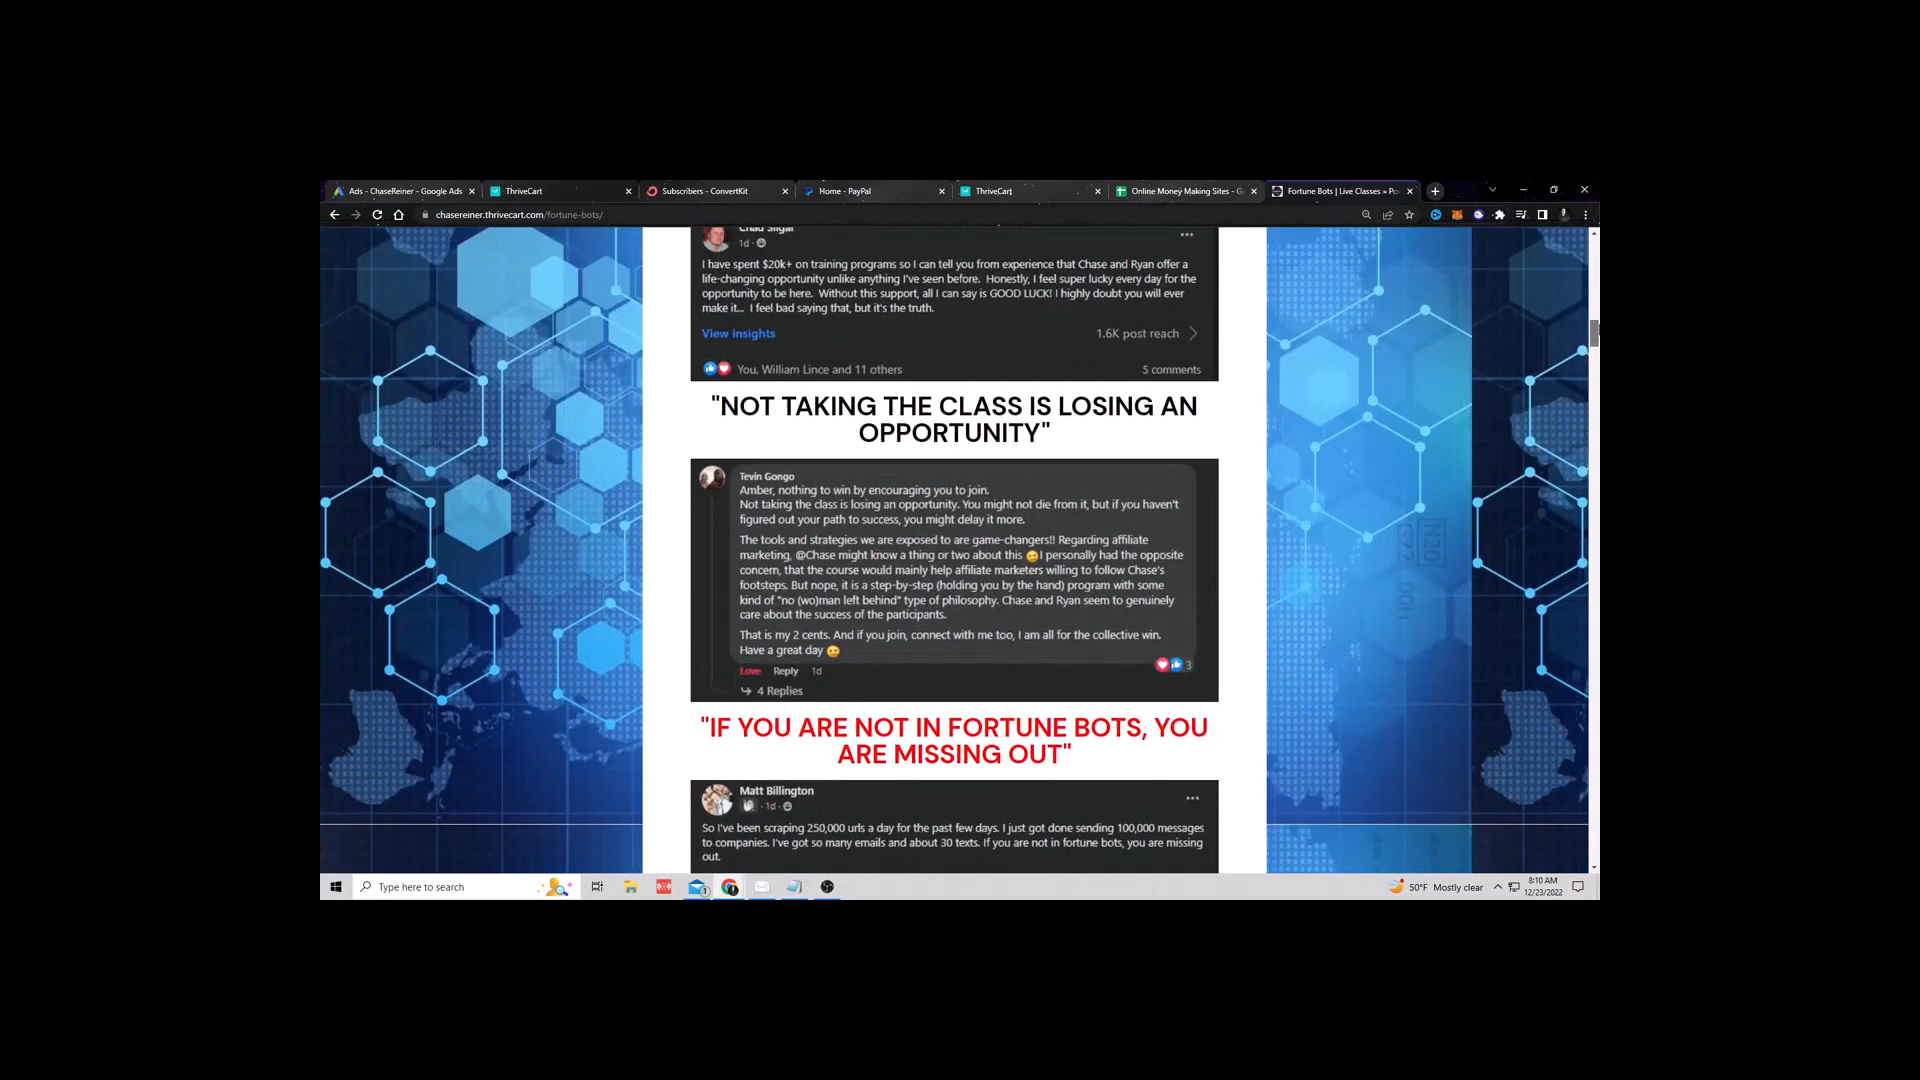 Ads - ChaseReiner - Google Ads
ThriveCart
Subscribers - ConvertKit
Home - PayPal
ThriveCart
Online Money Making Sites - G
Fortune Bots | Live Classes » Po
chasereiner.thrivecart.com/fortune-bots/
1d
I have spent $20k+ on training programs so I can tell you from experience that Chase and Ryan offer a
life-changing opportunity unlike anything I've seen before. Honestly, I feel super lucky every day for the
opportunity to be here. Without this support, all I can say is GOOD LUCK! I highly doubt you will ever
make it... I feel bad saying that, but it's the truth.
View insights
1.6K post reach
You, William Lince and 11 others
5 comments
"NOT TAKING THE CLASS IS LOSING AN
OPPORTUNITY"
Tevin Gongo
Amber, nothing to win by encouraging you to join.
Not taking the class is losing an opportunity. You might not die from it, but if you haven't
figured out your path to success, you might delay it more.
The tools and strategies we are exposed to are game-changers!! Regarding affiliate
marketing, @Chase might know a thing or two about this 😉I personally had the opposite
concern, that the course would mainly help affiliate marketers willing to follow Chase's
footsteps. But nope, it is a step-by-step (holding you by the hand) program with some
kind of "no (wo)man left behind" type of philosophy. Chase and Ryan seem to genuinely
care about the success of the participants.
That is my 2 cents. And if you join, connect with me too, I am all for the collective win.
Have a great day 😉
Love Reply 1d
3
4 Replies
"IF YOU ARE NOT IN FORTUNE BOTS, YOU
ARE MISSING OUT"
Matt Billington
1d
So I've been scraping 250,000 urls a day for the past few days. I just got done sending 100,000 messages
to companies. I've got so many emails and about 30 texts. If you are not in fortune bots, you are missing
out.
Type here to search
50°F Mostly clear
8:10 AM
12/23/2022